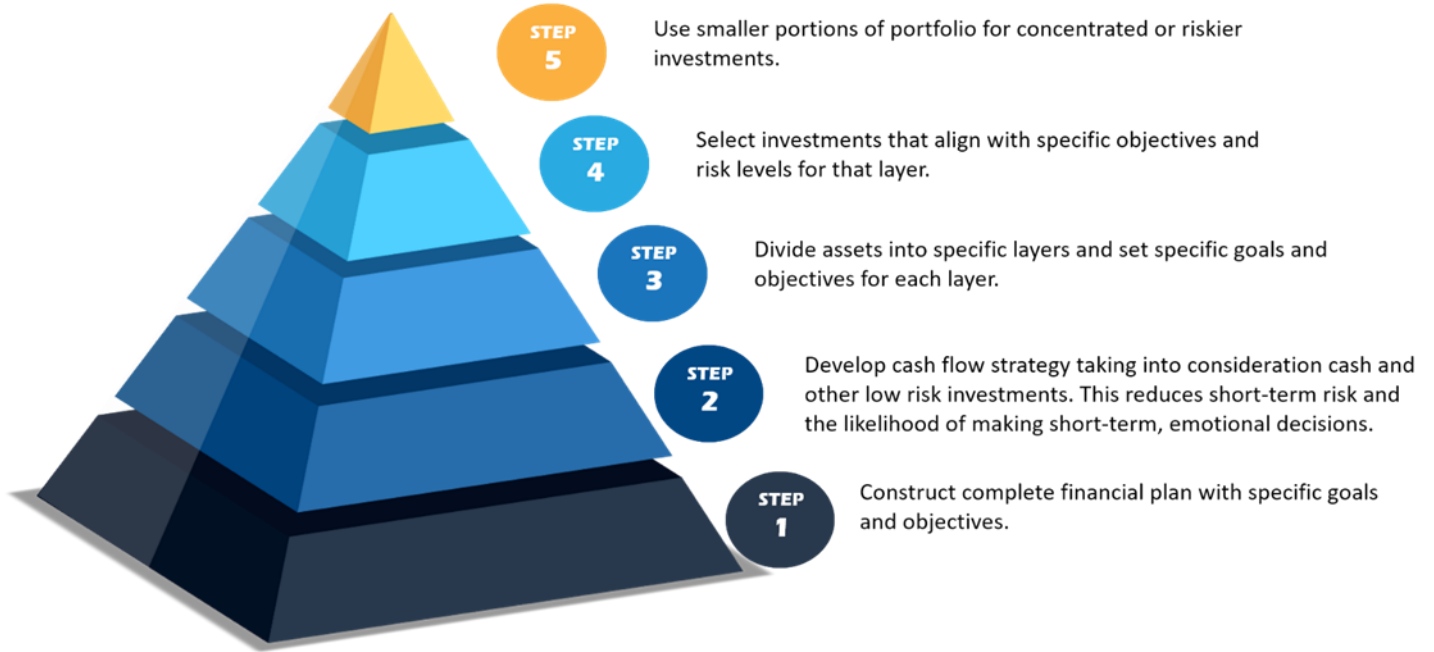 STEP
5
Use smaller portions of portfolio for concentrated or riskier
investments.
STEP
4
Select investments that align with specific objectives and
risk levels for that layer.
STEP
3
Divide assets into specific layers and set specific goals and
objectives for each layer.
STEP
2
Develop cash flow strategy taking into consideration cash and
other low risk investments. This reduces short-term risk and
the likelihood of making short-term, emotional decisions.
STEP
1
Construct complete financial plan with specific goals
and objectives.